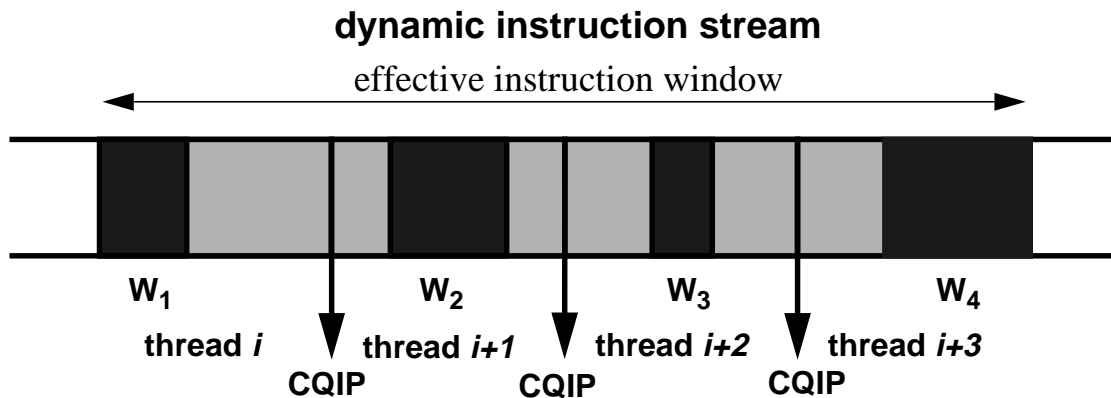 dynamic instruction stream
effective instruction window
W1 W2 W3 W4
thread i thread i+1 thread i+2 thread i+3
CQIP CQIP CQIP